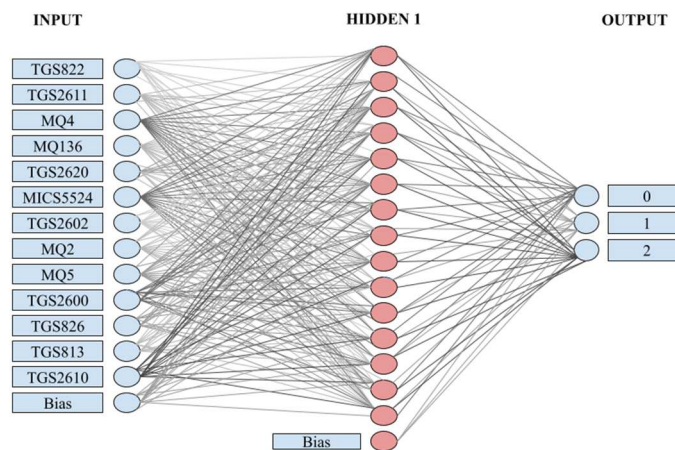 INPUT
HIDDEN 1
OUTPUT
TGS822
TGS2611
MQ4
MQ136
TGS2620
MICS5524
TGS2602
MQ2
MQ5
TGS2600
TGS826
TGS813
TGS2610
Bias
Bias
0
1
2